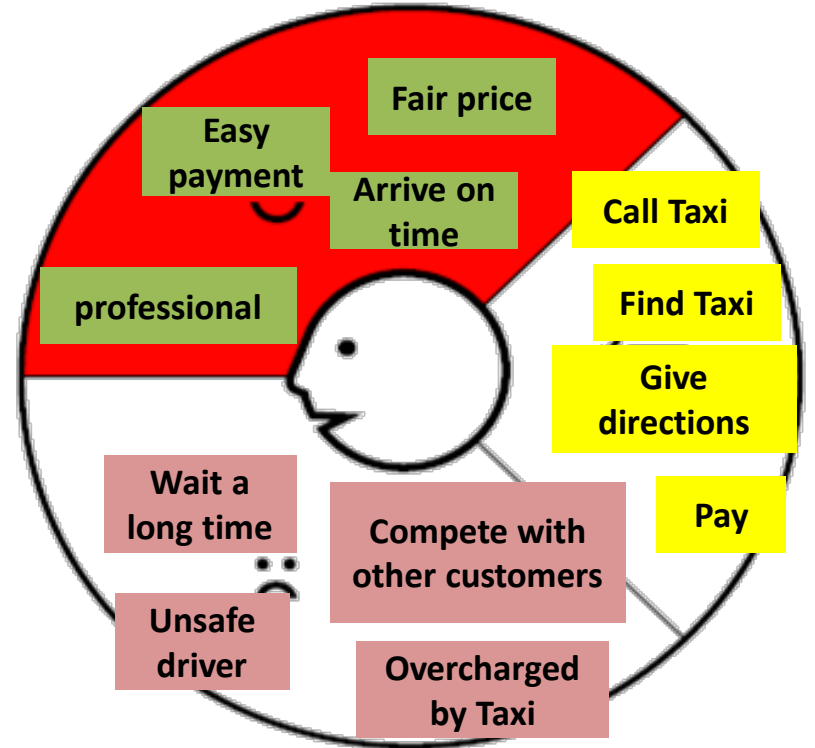 Fair price
Easy
payment
Arrive on
time
professional
Call Taxi
Find Taxi
Give
directions
Pay
Wait a
long time
Compete with
other customers
Unsafe
driver
Overcharged
by Taxi